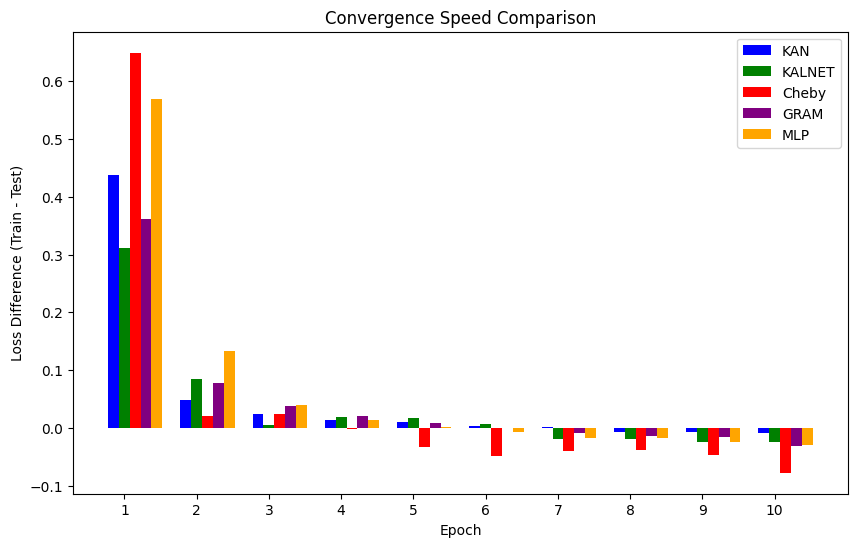 Convergence Speed Comparison
KAN
KALNET
Cheby
GRAM
MLP
Loss Difference (Train - Test)
0.6
0.5
0.4
0.3
0.2
0.1
0.0
−0.1
1 2 3 4 5 6 7 8 9 10
Epoch